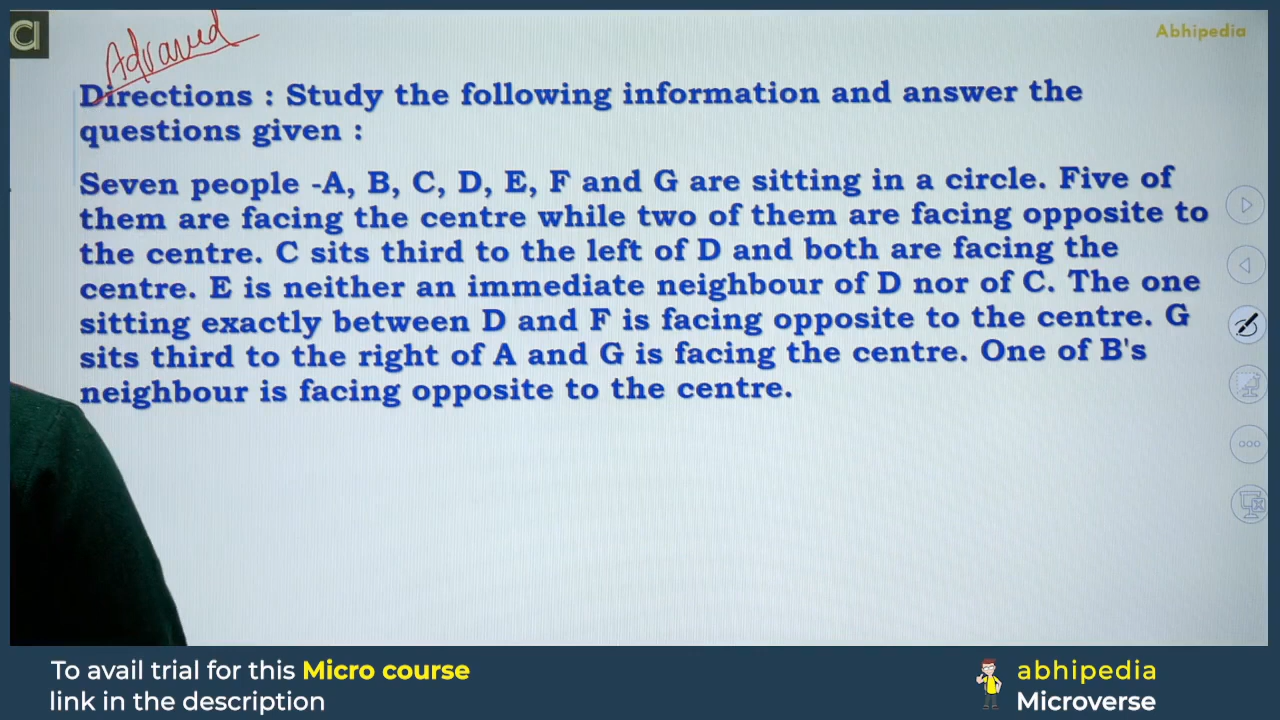 Abhipedia
Advanced
Directions : Study the following information and answer the
questions given :
Seven people -A, B, C, D, E, F and G are sitting in a circle. Five of
them are facing the centre while two of them are facing opposite to
the centre. C sits third to the left of D and both are facing the
centre. E is neither an immediate neighbour of D nor of C. The one
sitting exactly between D and F is facing opposite to the centre. G
sits third to the right of A and G is facing the centre. One of B's
neighbour is facing opposite to the centre.
To avail trial for this Micro course
link in the description
abhipedia
Microverse